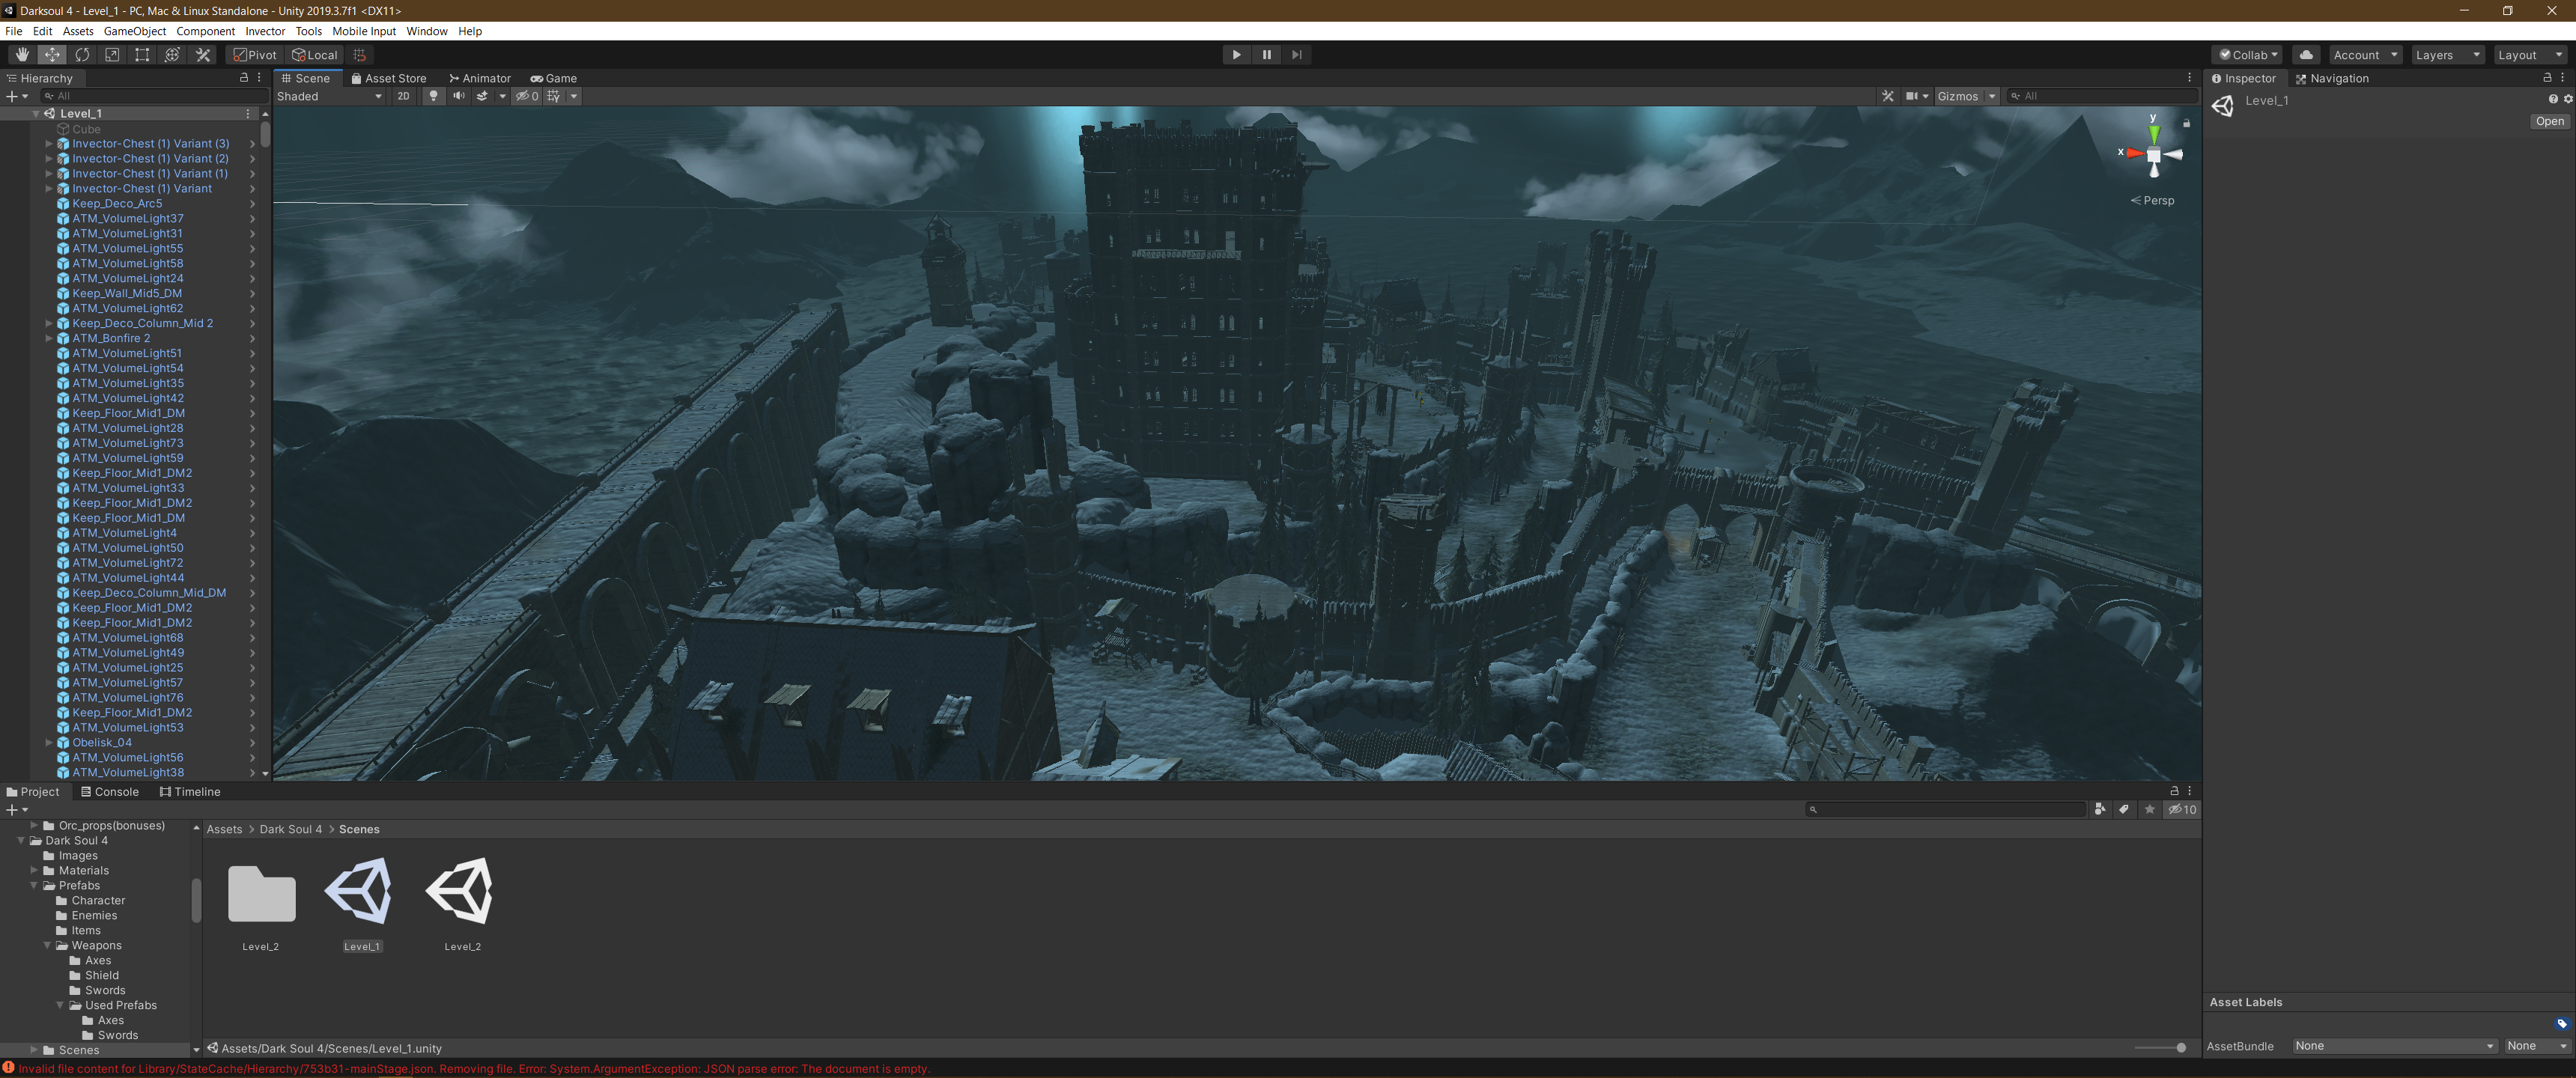 Darksoul 4 - Level_1 - PC, Mac & Linux Standalone - Unity 2019.3.7f1 <DX11>
File Edit Assets GameObject Component Invector Tools Mobile Input Window Help
Pivot Local Collab Account Layers Layout
Hierarchy
All
Level_1
Cube
Invector-Chest (1) Variant (3)
Invector-Chest (1) Variant (2)
Invector-Chest (1) Variant (1)
Invector-Chest (1) Variant
Keep_Deco_Arc5
ATM_VolumeLight37
ATM_VolumeLight31
ATM_VolumeLight55
ATM_VolumeLight58
ATM_VolumeLight24
Keep_Wall_Mid5_DM
ATM_VolumeLight62
Keep_Deco_Column_Mid 2
ATM_Bonfire 2
ATM_VolumeLight51
ATM_VolumeLight54
ATM_VolumeLight35
ATM_VolumeLight42
Keep_Floor_Mid1_DM
ATM_VolumeLight28
ATM_VolumeLight73
ATM_VolumeLight59
Keep_Floor_Mid1_DM2
ATM_VolumeLight33
Keep_Floor_Mid1_DM2
Keep_Floor_Mid1_DM
ATM_VolumeLight4
ATM_VolumeLight50
ATM_VolumeLight72
ATM_VolumeLight44
Keep_Deco_Column_Mid_DM
Keep_Floor_Mid1_DM2
Keep_Floor_Mid1_DM2
ATM_VolumeLight68
ATM_VolumeLight49
ATM_VolumeLight25
ATM_VolumeLight57
ATM_VolumeLight76
Keep_Floor_Mid1_DM2
ATM_VolumeLight53
Obelisk_04
ATM_VolumeLight56
ATM_VolumeLight38
Scene Asset Store Animator Game
Shaded 2D 0 Gizmos All
y
x
Persp
Inspector Navigation
Level_1
Open
Project Console Timeline
10
Orc_props(bonuses)
Dark Soul 4
Images
Materials
Prefabs
Character
Enemies
Items
Weapons
Axes
Shield
Swords
Used Prefabs
Axes
Swords
Scenes
Assets > Dark Soul 4 > Scenes
Level_2 Level_1 Level_2
Assets/Dark Soul 4/Scenes/Level_1.unity
Asset Labels
AssetBundle None None
Invalid file content for Library/StateCache/Hierarchy/753b31-mainStage.json. Removing file. Error: System.ArgumentException: JSON parse error: The document is empty.